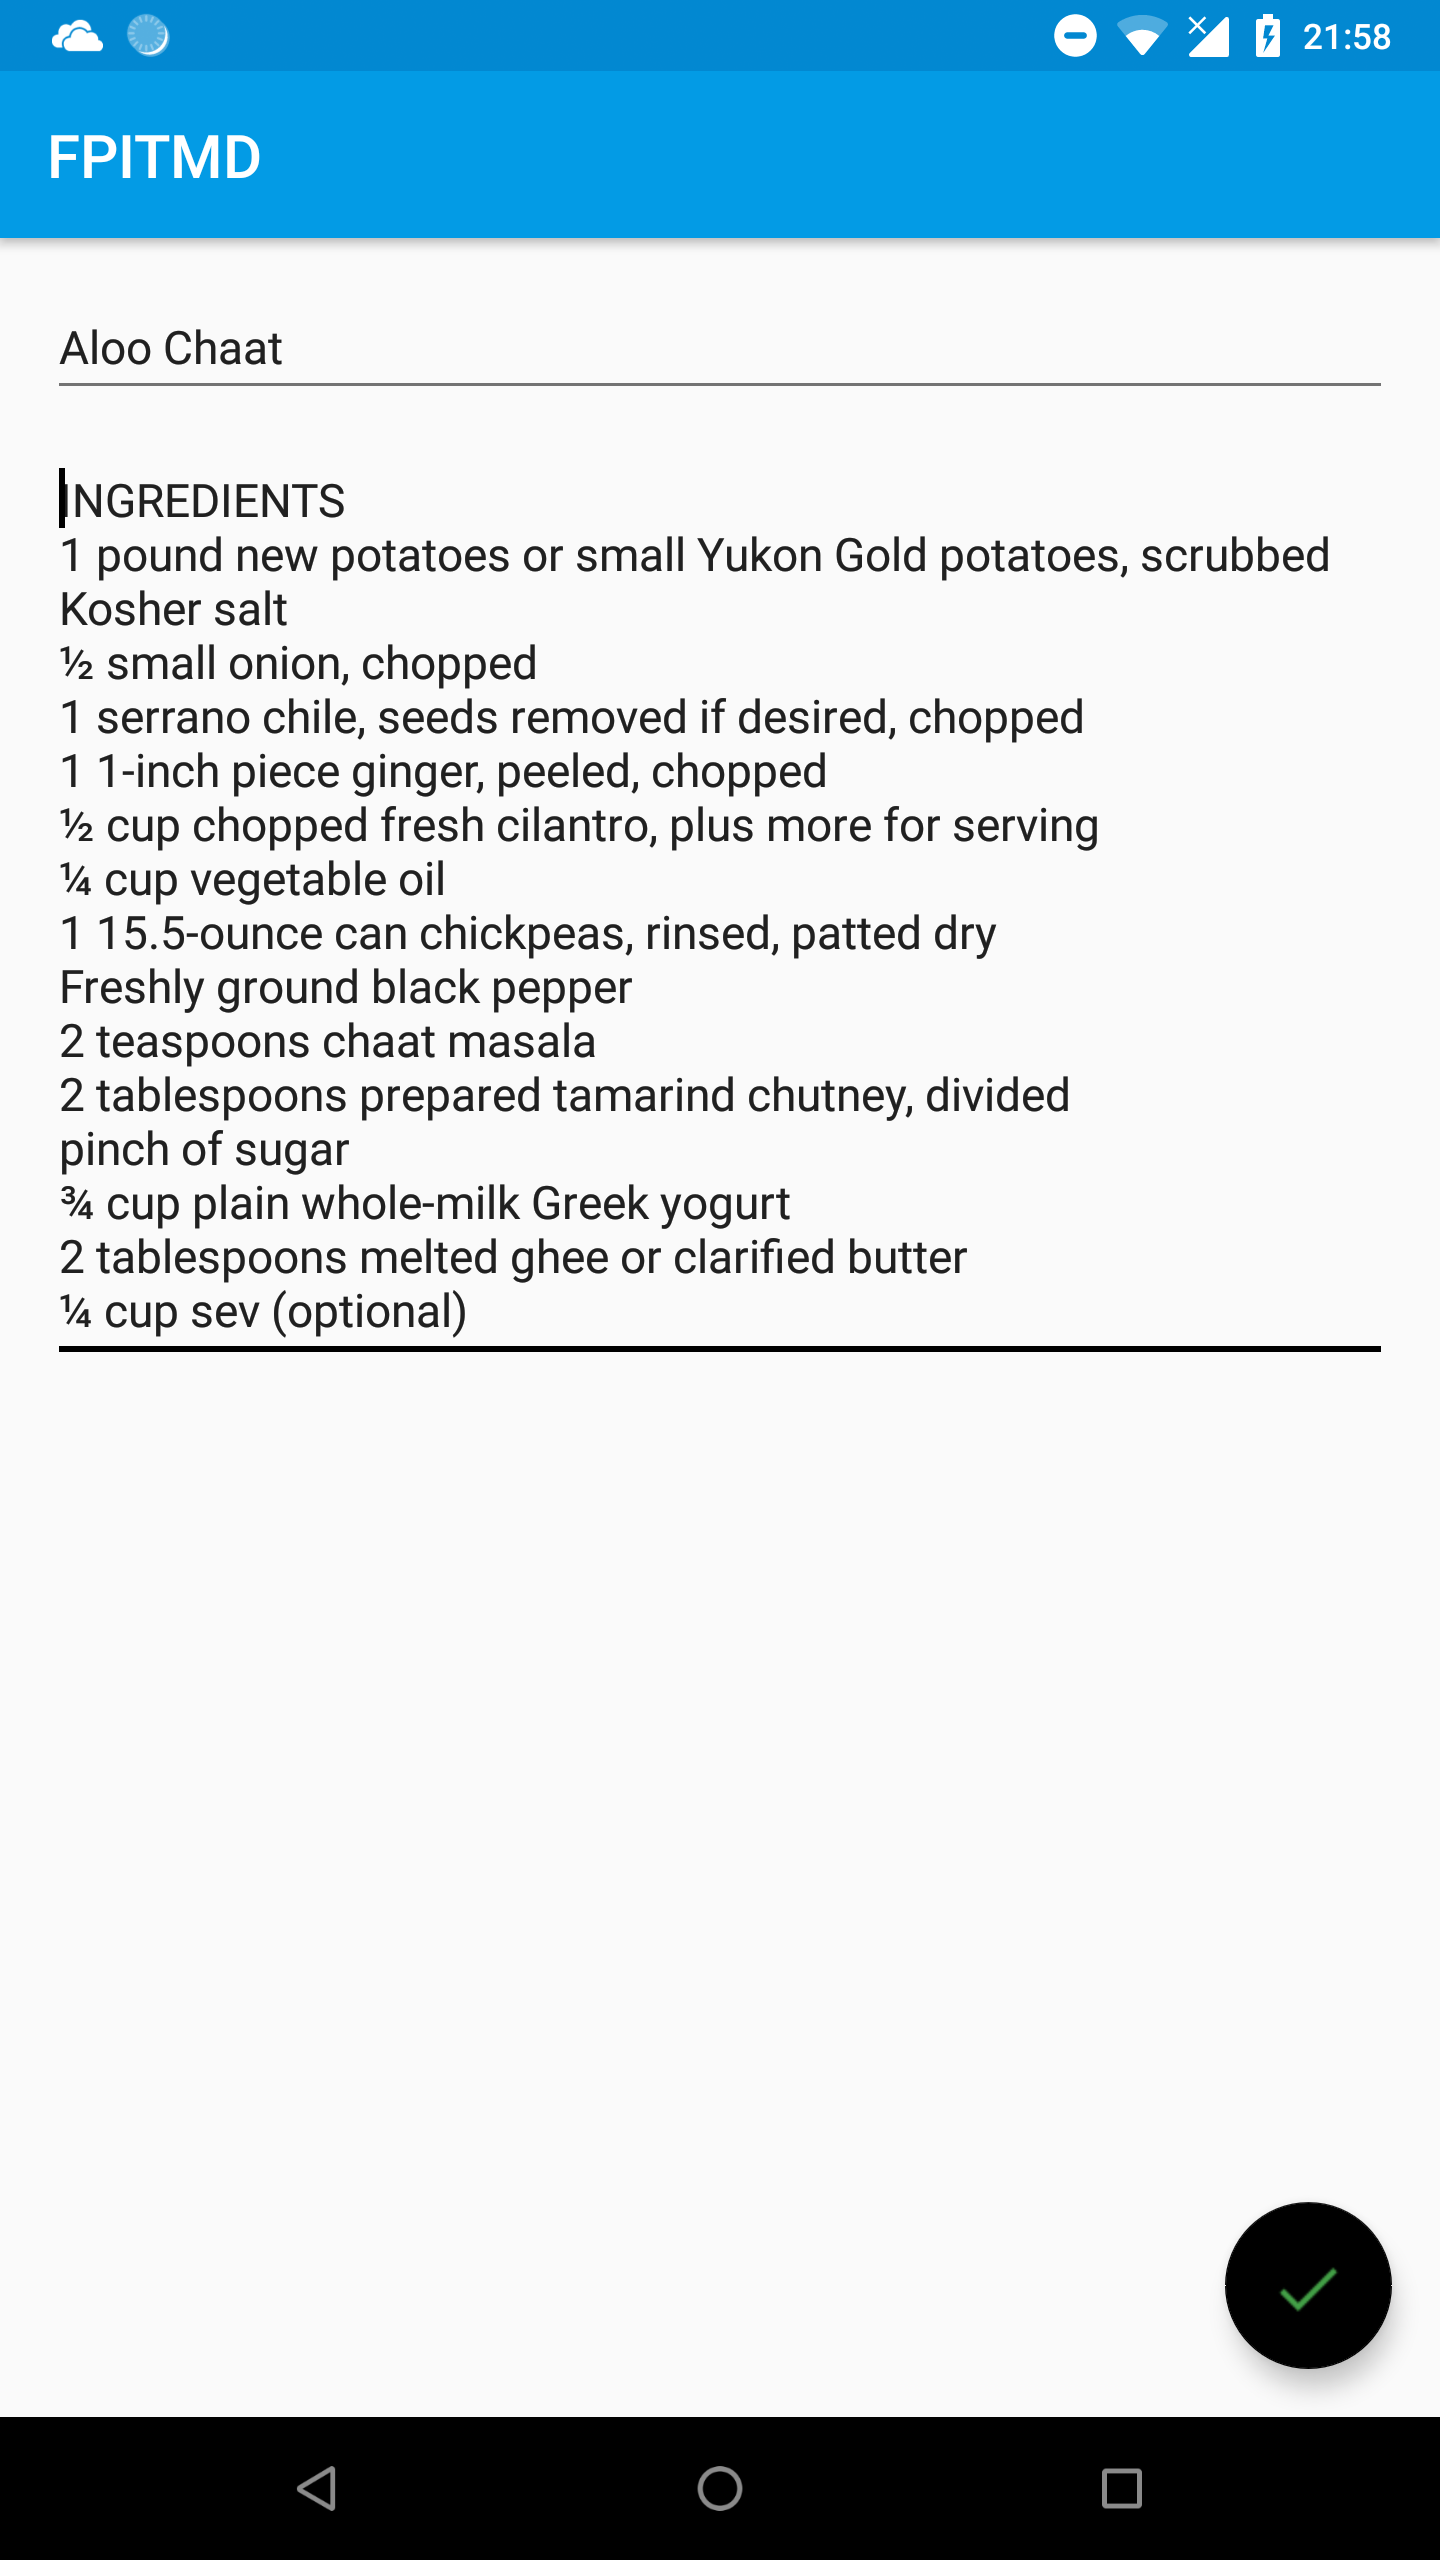 21:58
FPITMD
Aloo Chaat
INGREDIENTS
1 pound new potatoes or small Yukon Gold potatoes, scrubbed
Kosher salt
½ small onion, chopped
1 serrano chile, seeds removed if desired, chopped
1 1-inch piece ginger, peeled, chopped
½ cup chopped fresh cilantro, plus more for serving
¼ cup vegetable oil
1 15.5-ounce can chickpeas, rinsed, patted dry
Freshly ground black pepper
2 teaspoons chaat masala
2 tablespoons prepared tamarind chutney, divided
pinch of sugar
¾ cup plain whole-milk Greek yogurt
2 tablespoons melted ghee or clarified butter
¼ cup sev (optional)